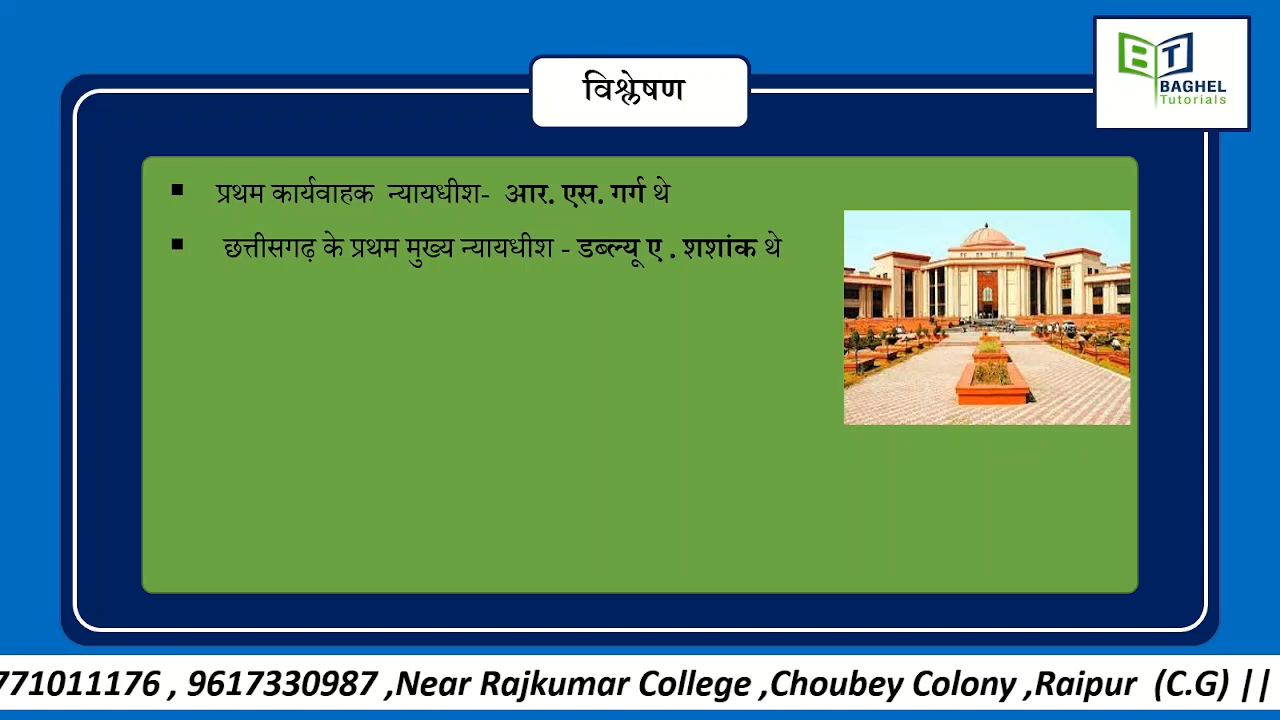 विश्लेषण
BT
BAGHEL
Tutorials
▪ प्रथम कार्यवाहक न्यायधीश- आर. एस. गर्ग थे
▪ छत्तीसगढ़ के प्रथम मुख्य न्यायधीश - डब्ल्यू ए . शशांक थे
771011176 , 9617330987 ,Near Rajkumar College ,Choubey Colony ,Raipur (C.G) ||